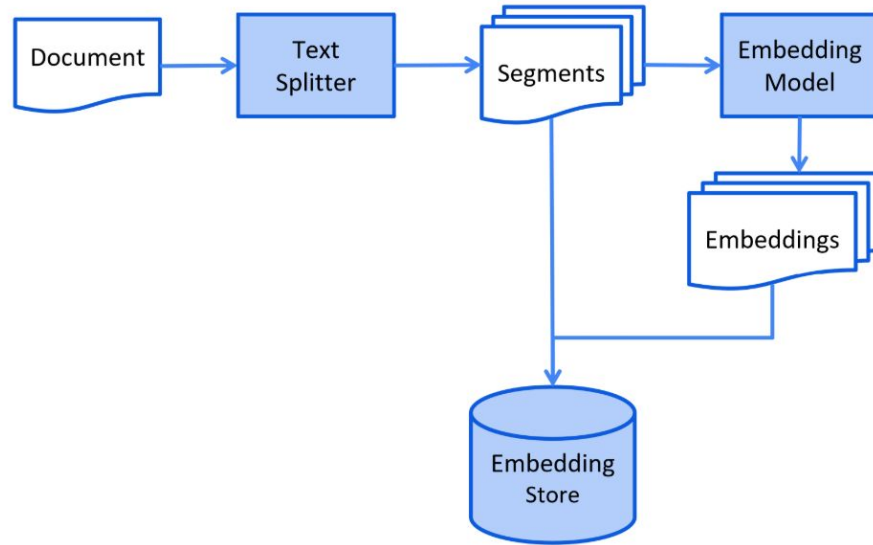 Document
Text
Splitter
Segments
Embedding
Model
Embeddings
Embedding
Store